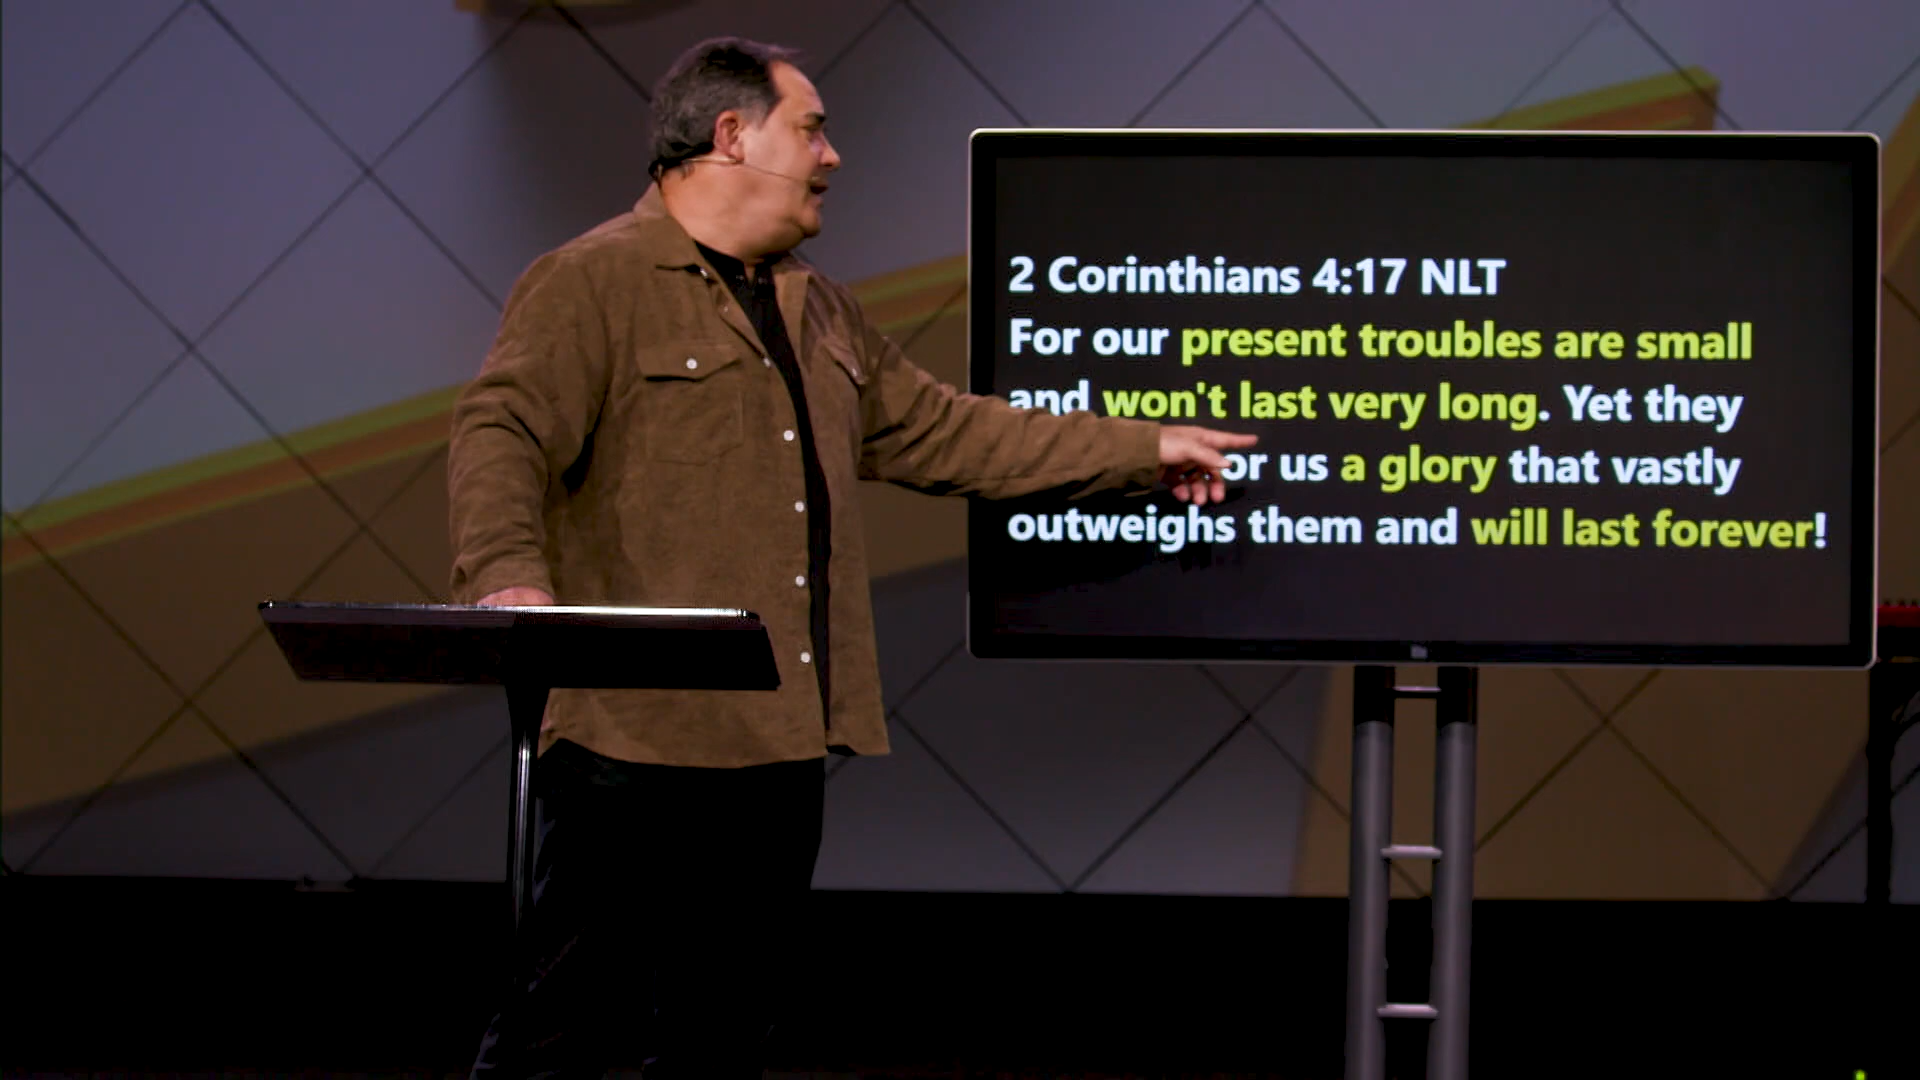 2 Corinthians 4:17 NLT
For our present troubles are small
and won't last very long. Yet they
or us a glory that vastly
outweighs them and will last forever!